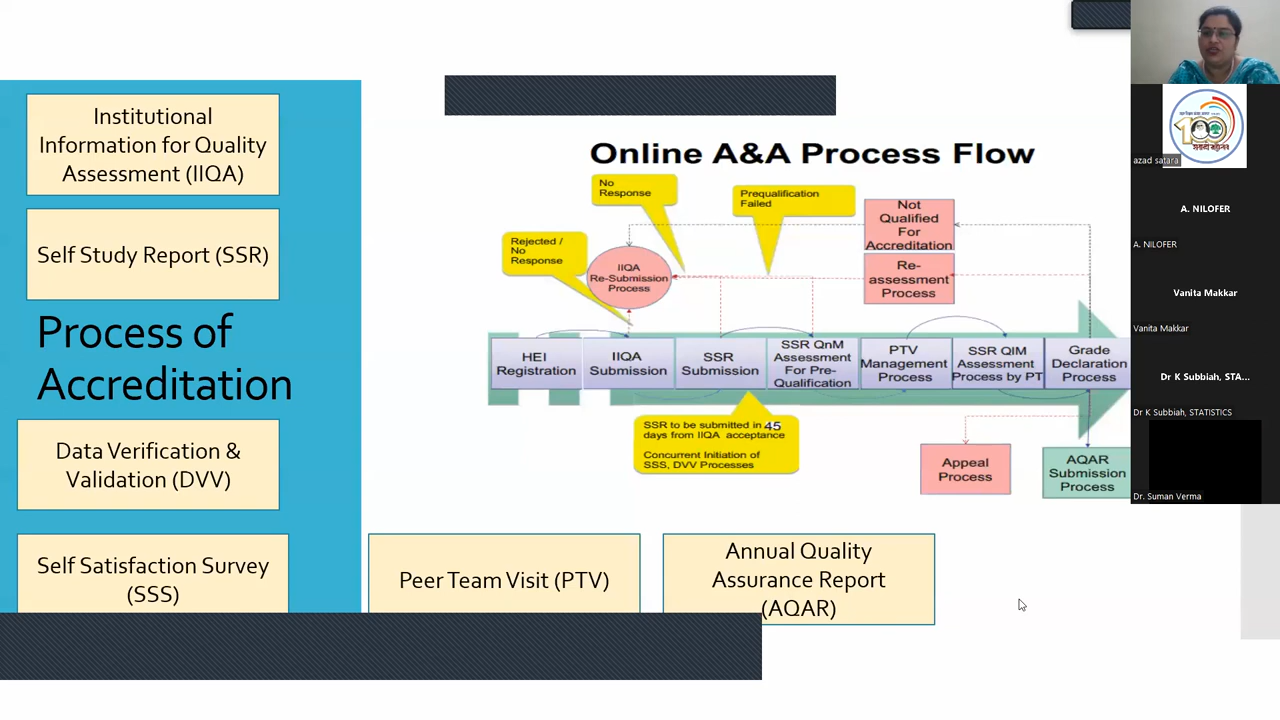 Institutional
Information for Quality
Assessment (IIQA)
Self Study Report (SSR)
Process of
Accreditation
Data Verification &
Validation (DVV)
Self Satisfaction Survey
(SSS)
Peer Team Visit (PTV)
Annual Quality
Assurance Report
(AQAR)
Online A&A Process Flow
No
Response
Prequalification
Failed
Rejected /
No
Response
IIQA
Re-Submission
Process
Not
Qualified
For
Accreditation
Re-
assessment
Process
HEI
Registration
IIQA
Submission
SSR
Submission
SSR QnM
Assessment
For Pre-
Qualification
PTV
Management
Process
SSR QlM
Assessment
Process by PT
Grade
Declaration
Process
SSR to be submitted in 45
days from IIQA acceptance
Concurrent Initiation of
SSS, DVV Processes
Appeal
Process
AQAR
Submission
Process
100
azad satara
A. NILOFER
A. NILOFER
Vanita Makkar
Vanita Makkar
Dr K Subbiah, STA...
Dr K Subbiah, STATISTICS
Dr. Suman Verma